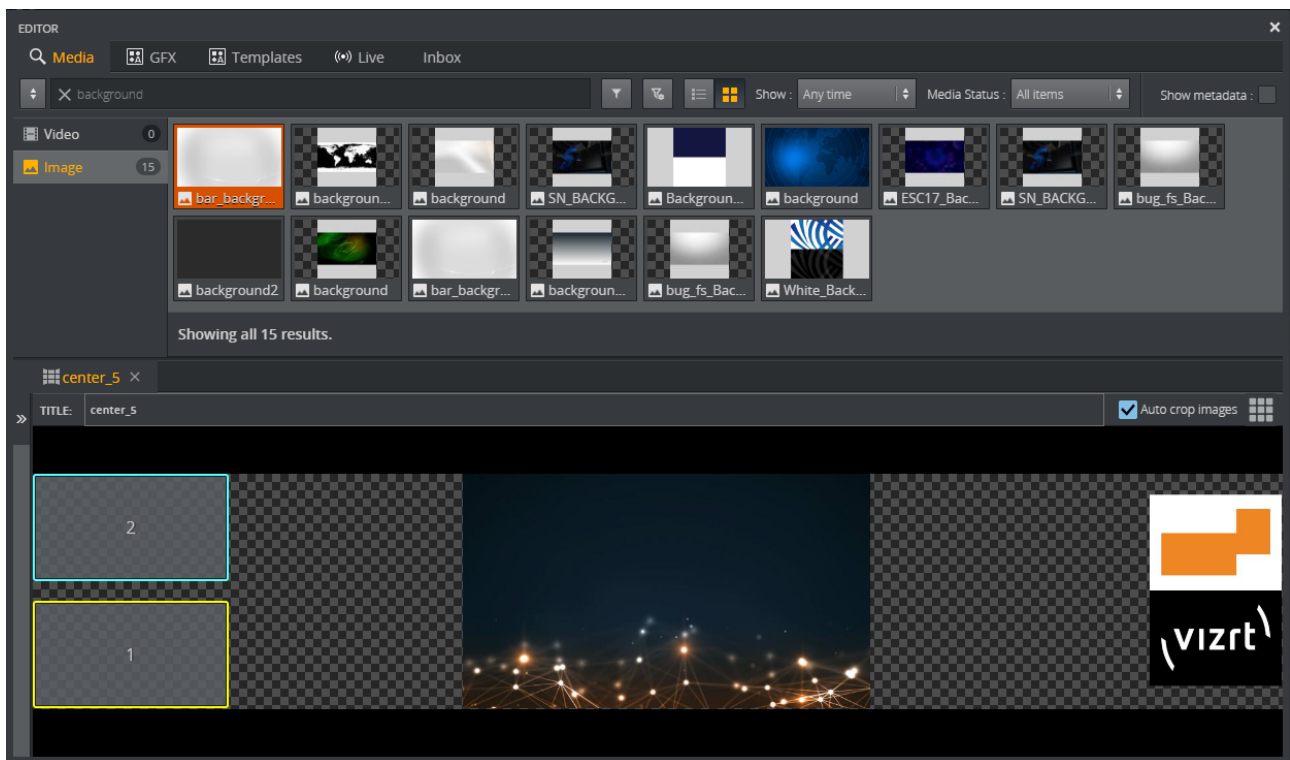 EDITOR
Media GFX Templates Live Inbox
background Show : Any time Media Status : All items Show metadata :
Video 0
Image 15
bar_backgr... backgroun... background SN_BACKG... Backgroun... background ESC17_Bac... SN_BACKG... bug_fs_Bac...
background2 background bar_backgr... backgroun... bug_fs_Bac... White_Back...
Showing all 15 results.
center_5
TITLE: center_5 Auto crop images
2
1
vizrt